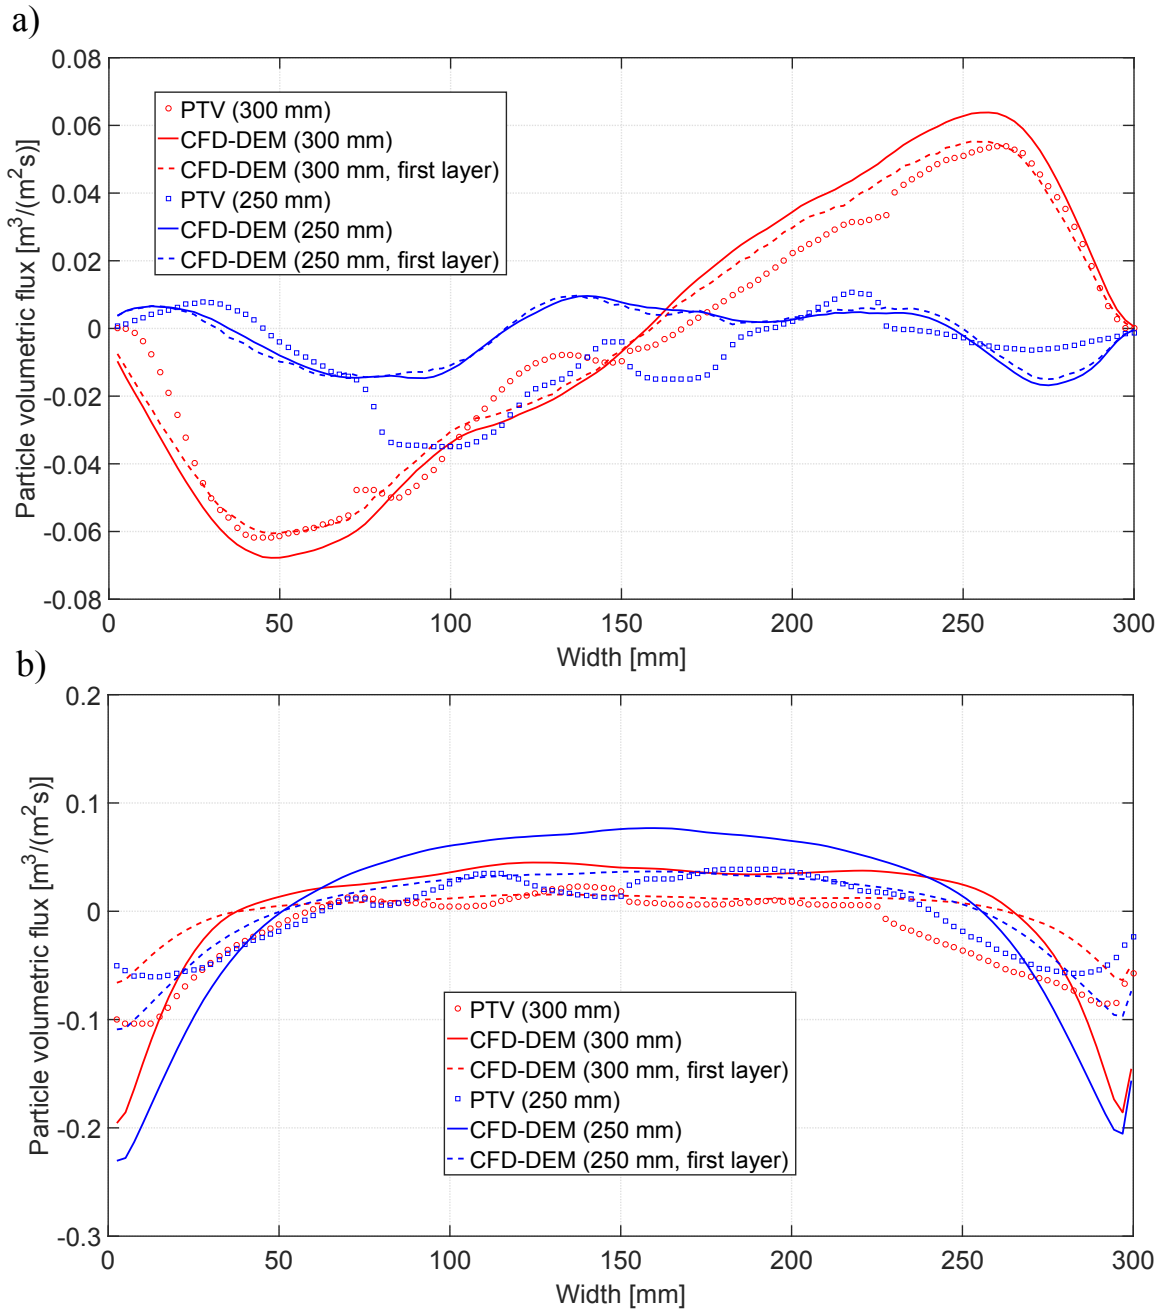 a)
0.08
0.06
0.04
0.02
0
-0.02
-0.04
-0.06
-0.08
Particle volumetric flux [m³/(m²s)]
PTV (300 mm)
CFD-DEM (300 mm)
CFD-DEM (300 mm, first layer)
PTV (250 mm)
CFD-DEM (250 mm)
CFD-DEM (250 mm, first layer)
0 50 100 150 200 250 300
Width [mm]
b)
0.2
0.1
0
-0.1
-0.2
-0.3
Particle volumetric flux [m³/(m²s)]
PTV (300 mm)
CFD-DEM (300 mm)
CFD-DEM (300 mm, first layer)
PTV (250 mm)
CFD-DEM (250 mm)
CFD-DEM (250 mm, first layer)
0 50 100 150 200 250 300
Width [mm]